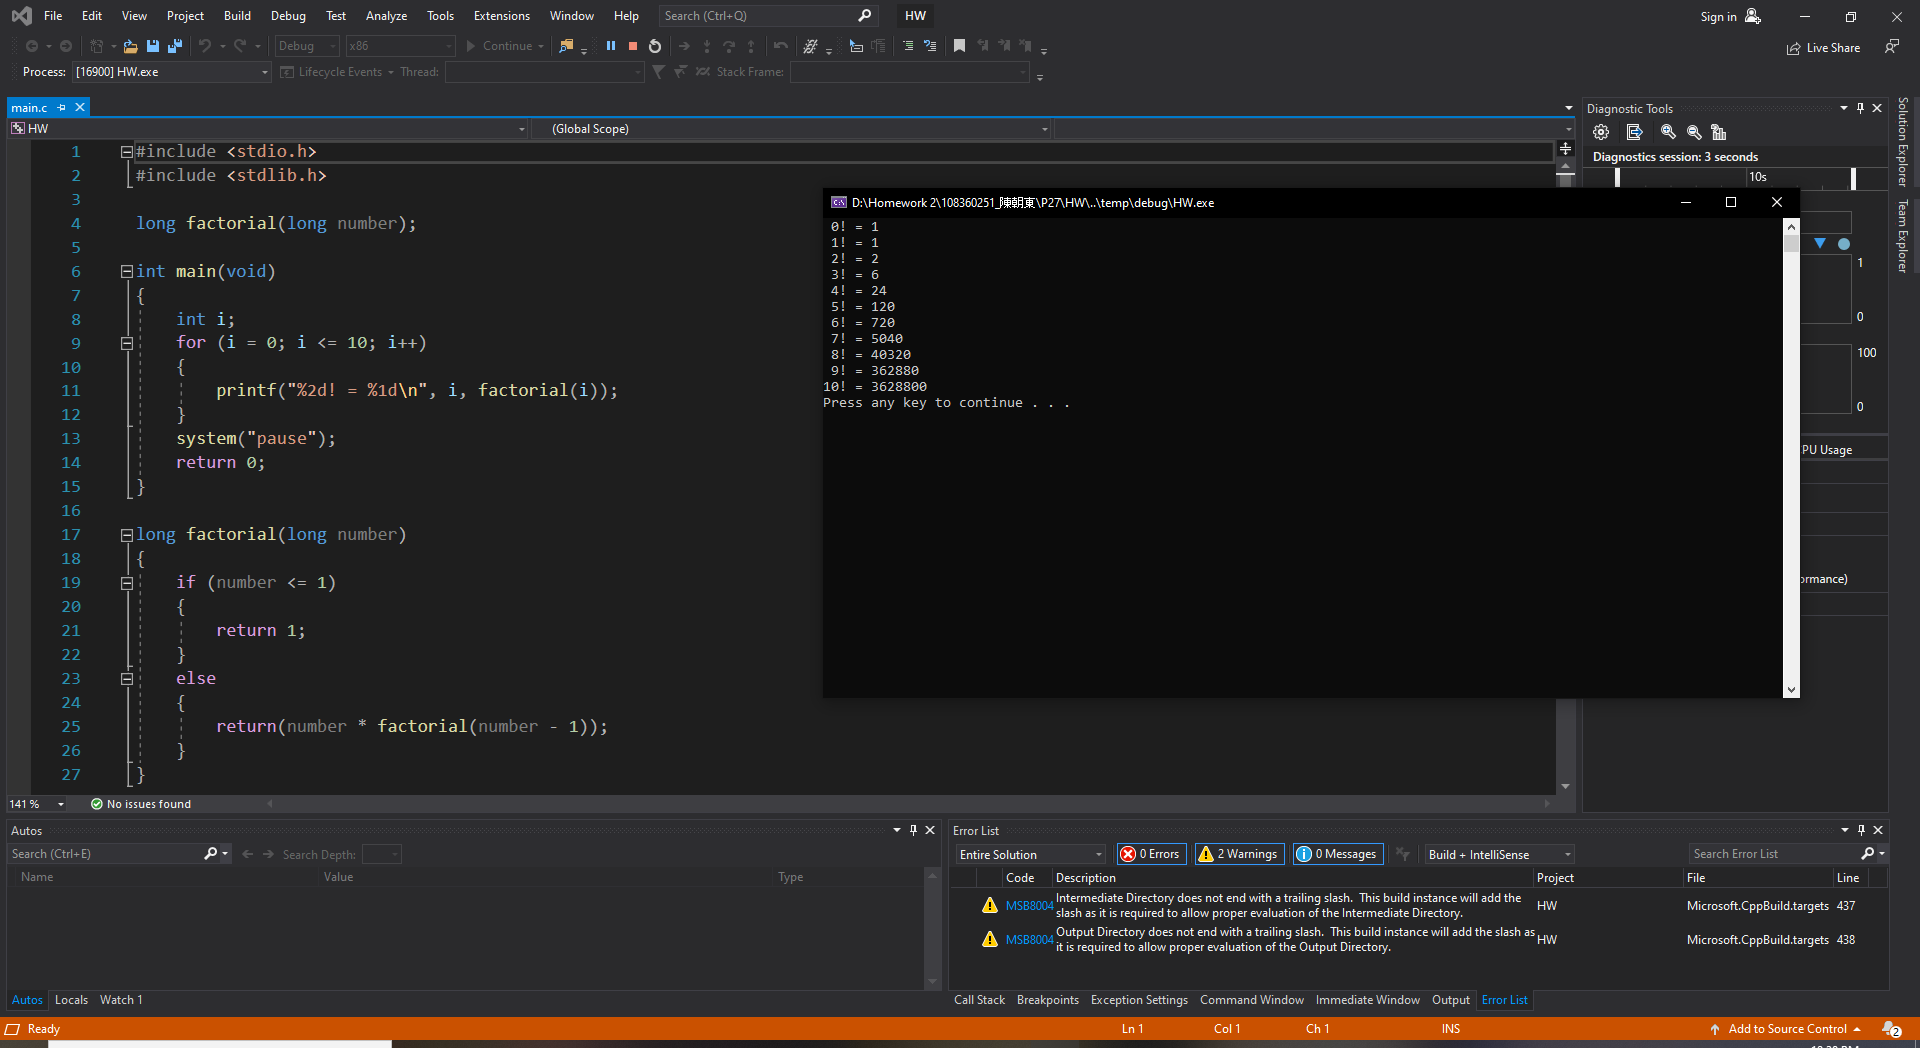 File Edit View Project Build Debug Test Analyze Tools Extensions Window Help Search (Ctrl+Q) HW Sign in
Debug x86 Continue Live Share
Process: [16900] HW.exe Lifecycle Events Thread: Stack Frame:
main.c
HW (Global Scope)
1 #include <stdio.h>
2 #include <stdlib.h>
3
4 long factorial(long number);
5
6 int main(void)
7 {
8 int i;
9 for (i = 0; i <= 10; i++)
10 {
11 printf("%2d! = %1d\n", i, factorial(i));
12 }
13 system("pause");
14 return 0;
15 }
16
17 long factorial(long number)
18 {
19 if (number <= 1)
20 {
21 return 1;
22 }
23 else
24 {
25 return(number * factorial(number - 1));
26 }
27 }
141 % No issues found
D:\Homework 2\108360251_陳朝東\P27\HW\..\temp\debug\HW.exe
0! = 1
1! = 1
2! = 2
3! = 6
4! = 24
5! = 120
6! = 720
7! = 5040
8! = 40320
9! = 362880
10! = 3628800
Press any key to continue . . .
Diagnostic Tools
Diagnostics session: 3 seconds
10s
1
0
100
0
PU Usage
ormance)
Solution Explorer
Team Explorer
Autos
Search (Ctrl+E) Search Depth:
Name Value Type
Autos Locals Watch 1
Error List
Entire Solution 0 Errors 2 Warnings 0 Messages Build + IntelliSense Search Error List
Code Description Project File Line
MSB8004 Intermediate Directory does not end with a trailing slash. This build instance will add the HW Microsoft.CppBuild.targets 437
slash as it is required to allow proper evaluation of the Intermediate Directory.
MSB8004 Output Directory does not end with a trailing slash. This build instance will add the slash as HW Microsoft.CppBuild.targets 438
it is required to allow proper evaluation of the Output Directory.
Call Stack Breakpoints Exception Settings Command Window Immediate Window Output Error List
Ready Ln 1 Col 1 Ch 1 INS Add to Source Control 2